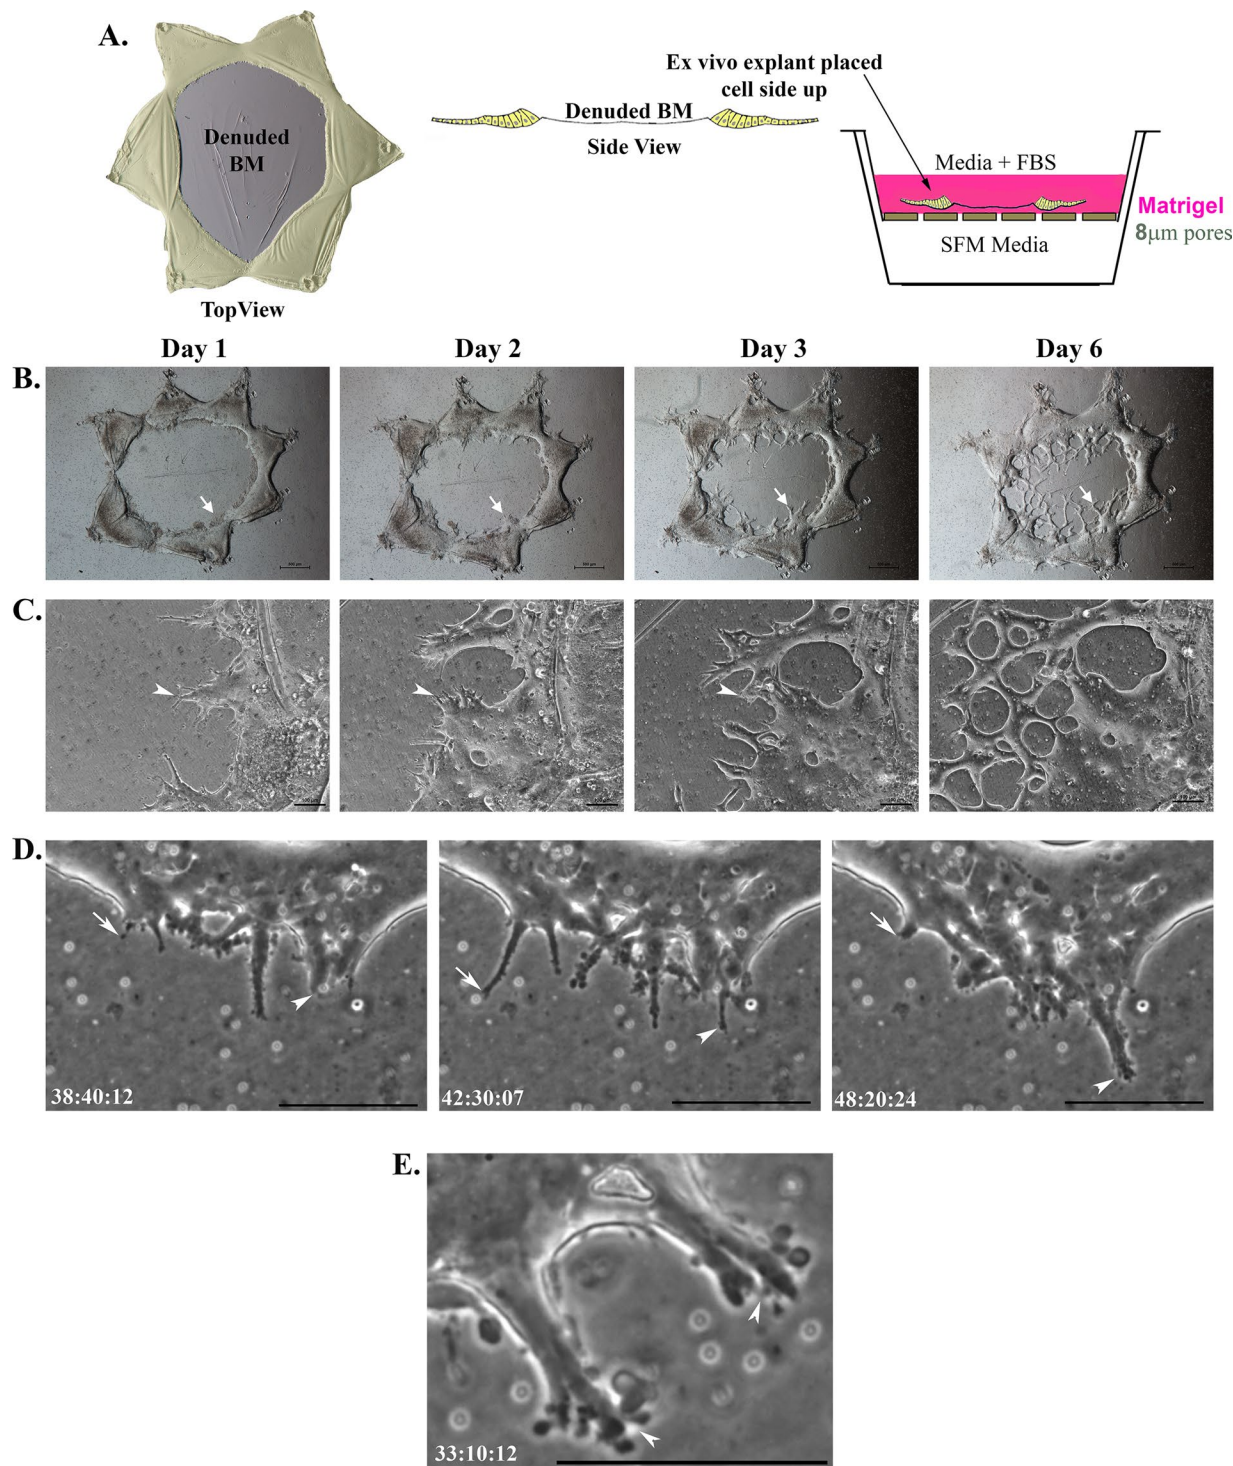 A.
Denuded
BM
TopView
Denuded BM
Side View
Ex vivo explant placed
cell side up
Media + FBS
SFM Media
Matrigel
8μm pores
Day 1
Day 2
Day 3
Day 6
B.
C.
D.
38:40:12
42:30:07
48:20:24
E.
33:10:12